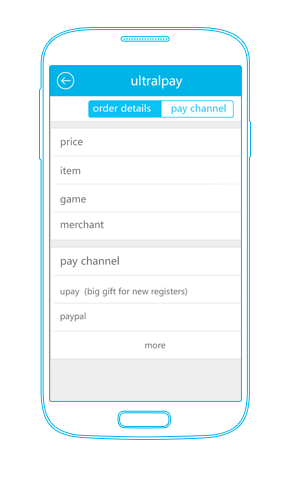 ultralpay
order details pay channel
price
item
game
merchant
pay channel
upay (big gift for new registers)
paypal
more